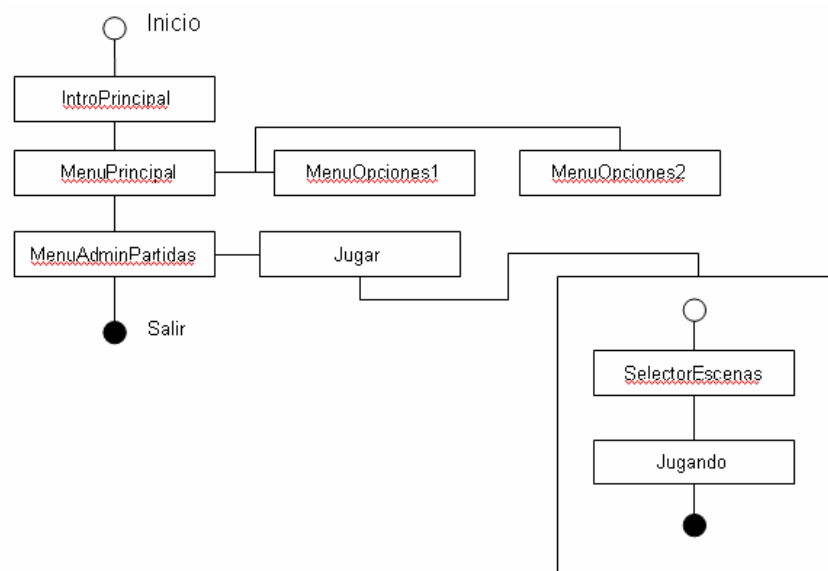 Inicio
IntroPrincipal
MenuPrincipal
MenuOpciones1
MenuOpciones2
MenuAdminPartidas
Jugar
Salir
SelectorEscenas
Jugando